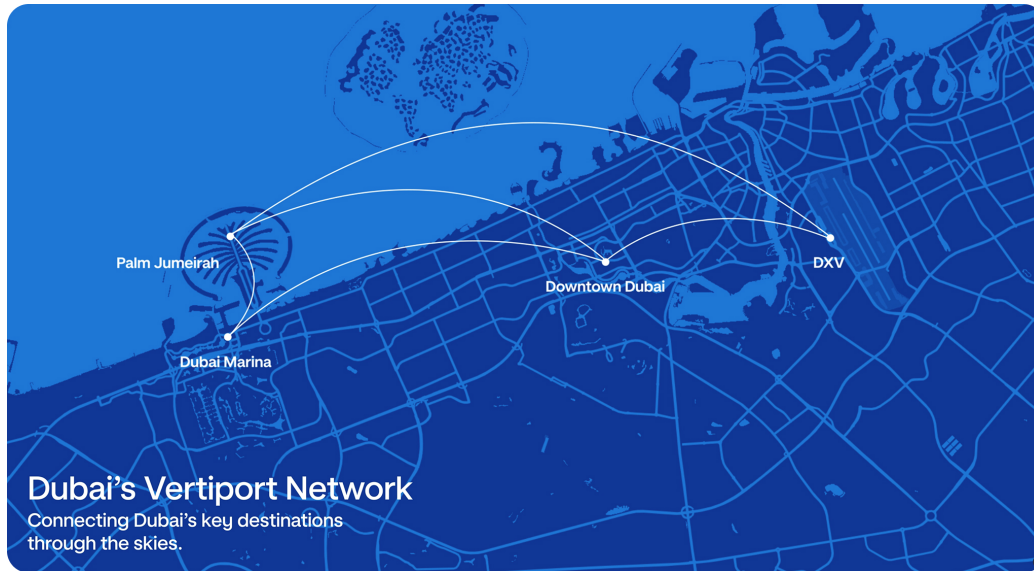 Palm Jumeirah
DXV
Downtown Dubai
Dubai Marina
Dubai’s Vertiport Network
Connecting Dubai’s key destinations
through the skies.